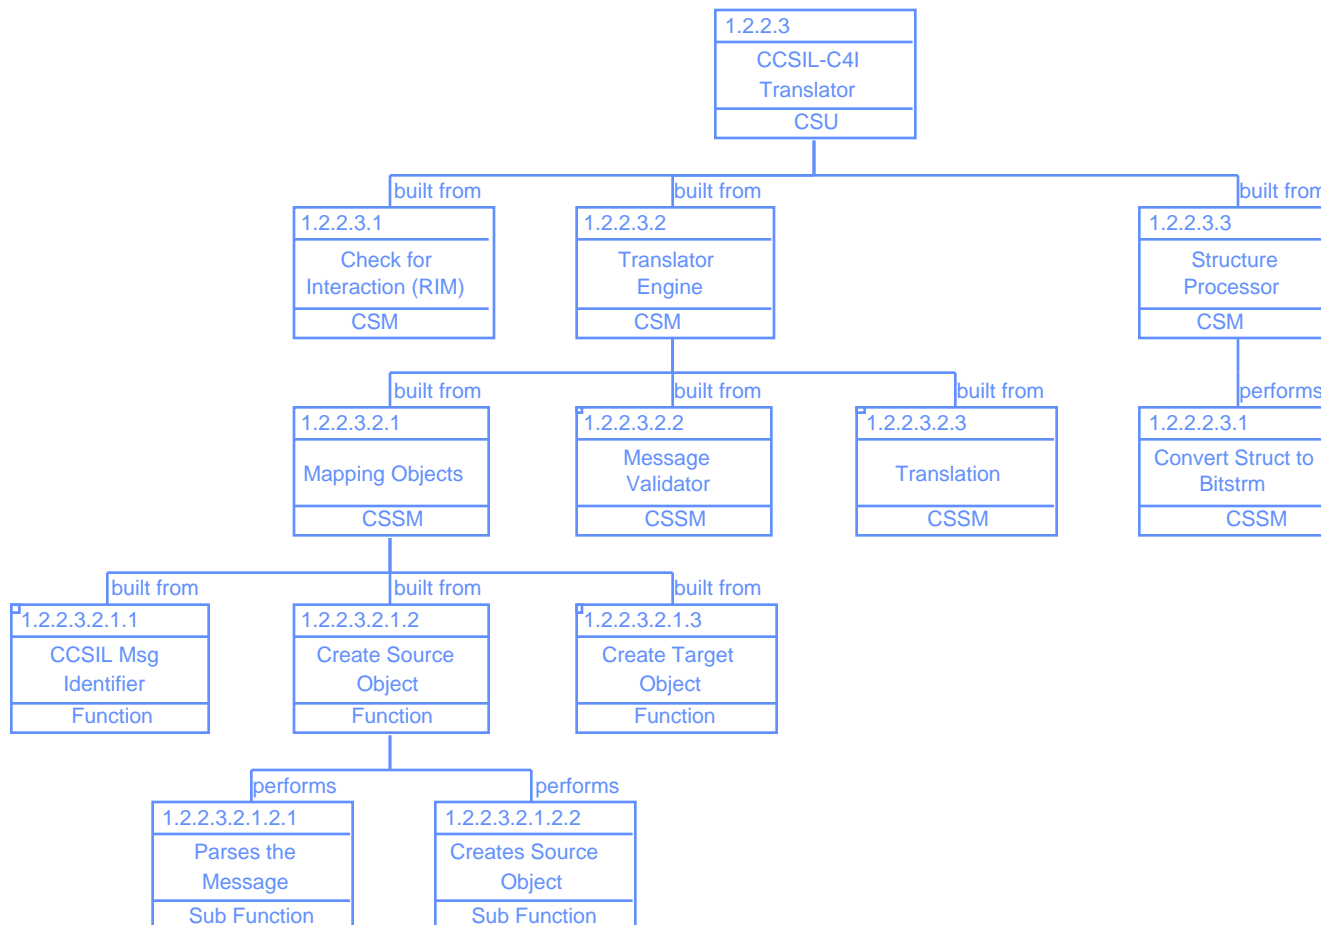 1.2.2.3
CCSIL-C4I
Translator
CSU
built from
built from
built from
1.2.2.3.1
Check for
Interaction (RIM)
CSM
1.2.2.3.2
Translator
Engine
CSM
1.2.2.3.3
Structure
Processor
CSM
built from
built from
built from
performs
1.2.2.3.2.1
Mapping Objects
CSSM
1.2.2.3.2.2
Message
Validator
CSSM
1.2.2.3.2.3
Translation
CSSM
1.2.2.2.3.1
Convert Struct to
Bitstrm
CSSM
built from
built from
built from
1.2.2.3.2.1.1
CCSIL Msg
Identifier
Function
1.2.2.3.2.1.2
Create Source
Object
Function
1.2.2.3.2.1.3
Create Target
Object
Function
performs
performs
1.2.2.3.2.1.2.1
Parses the
Message
Sub Function
1.2.2.3.2.1.2.2
Creates Source
Object
Sub Function